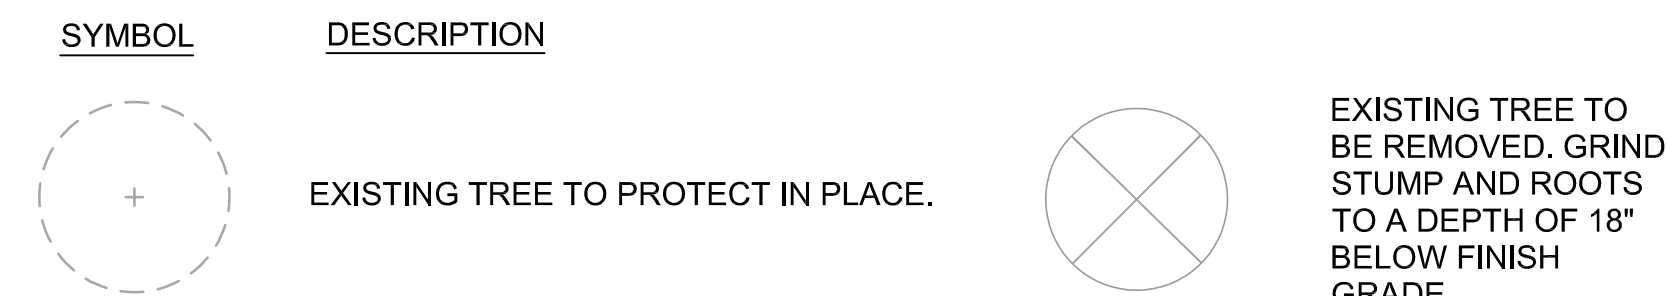 SYMBOL DESCRIPTION
EXISTING TREE TO PROTECT IN PLACE.
EXISTING TREE TO
BE REMOVED. GRIND
STUMP AND ROOTS
TO A DEPTH OF 18"
BELOW FINISH
GRADE